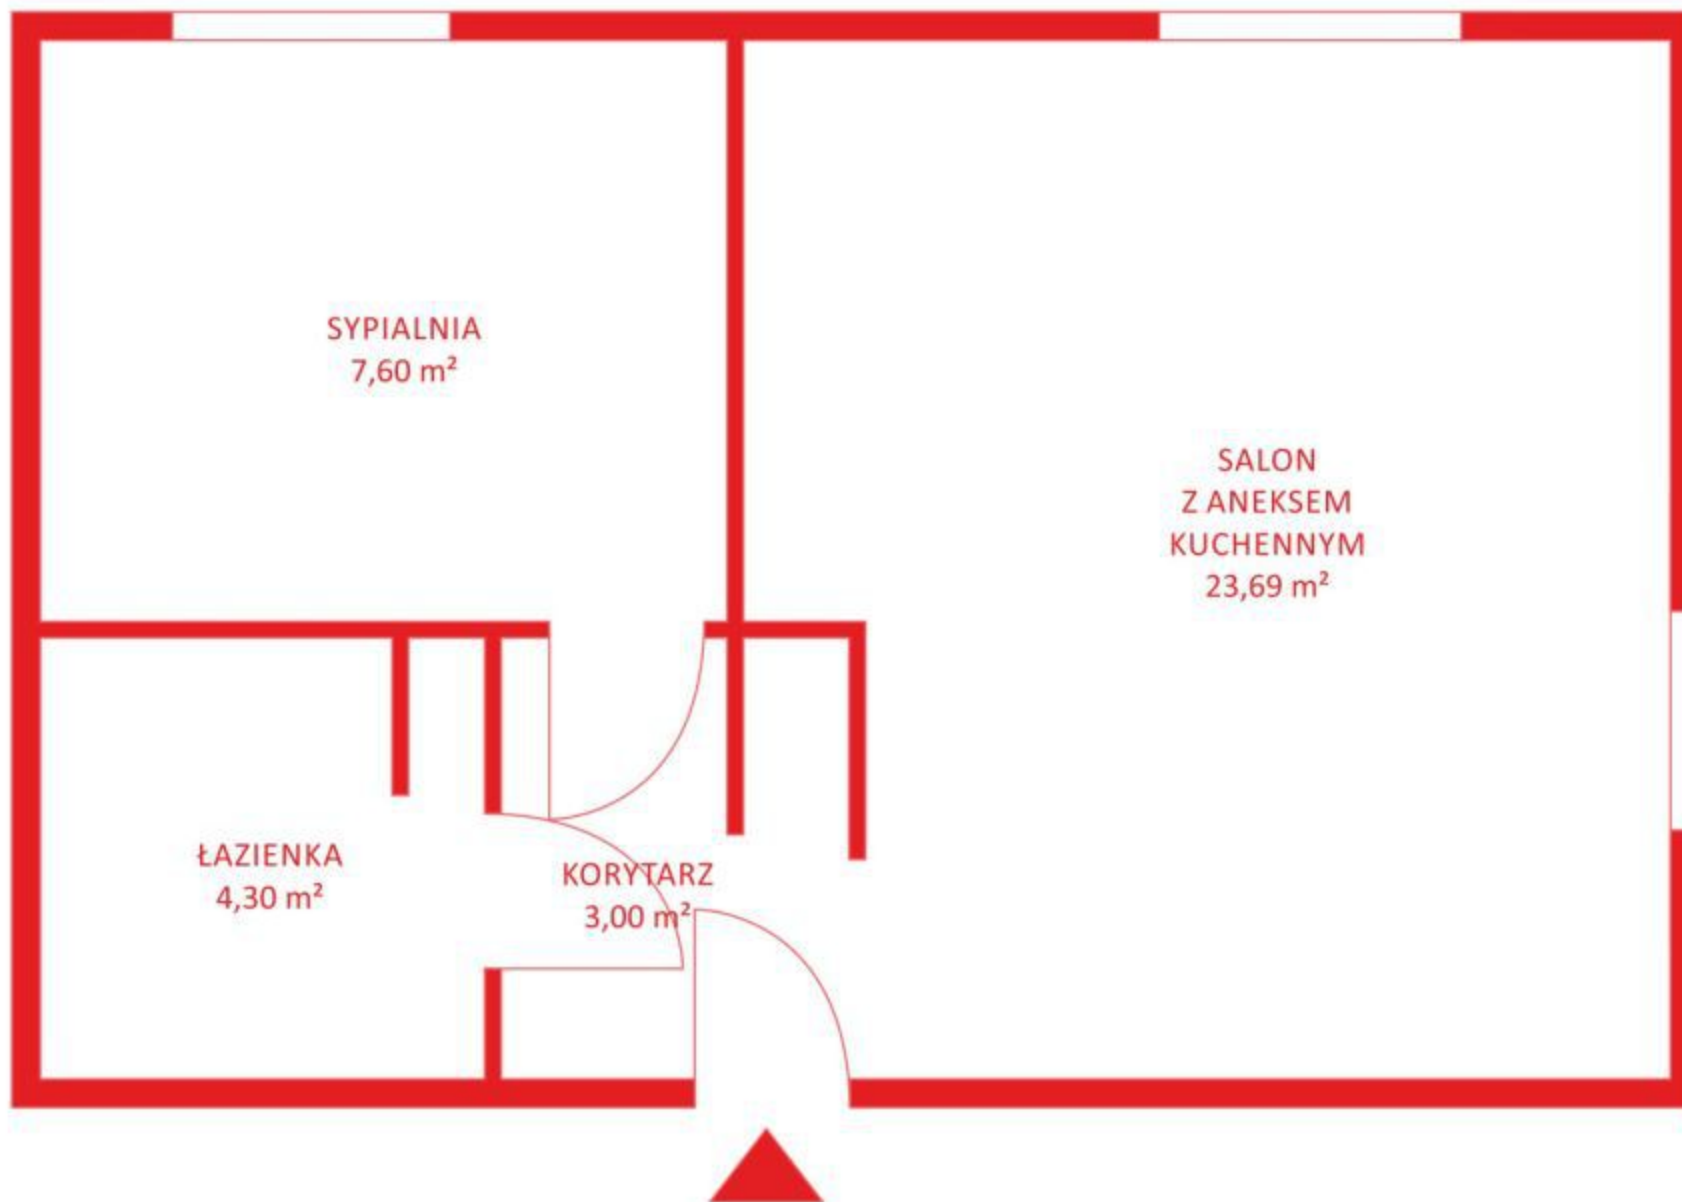 SYPIALNIA
7,60 m²
SALON
Z ANEKSEM
KUCHENNYM
23,69 m²
ŁAZIENKA
4,30 m²
KORYTARZ
3,00 m²